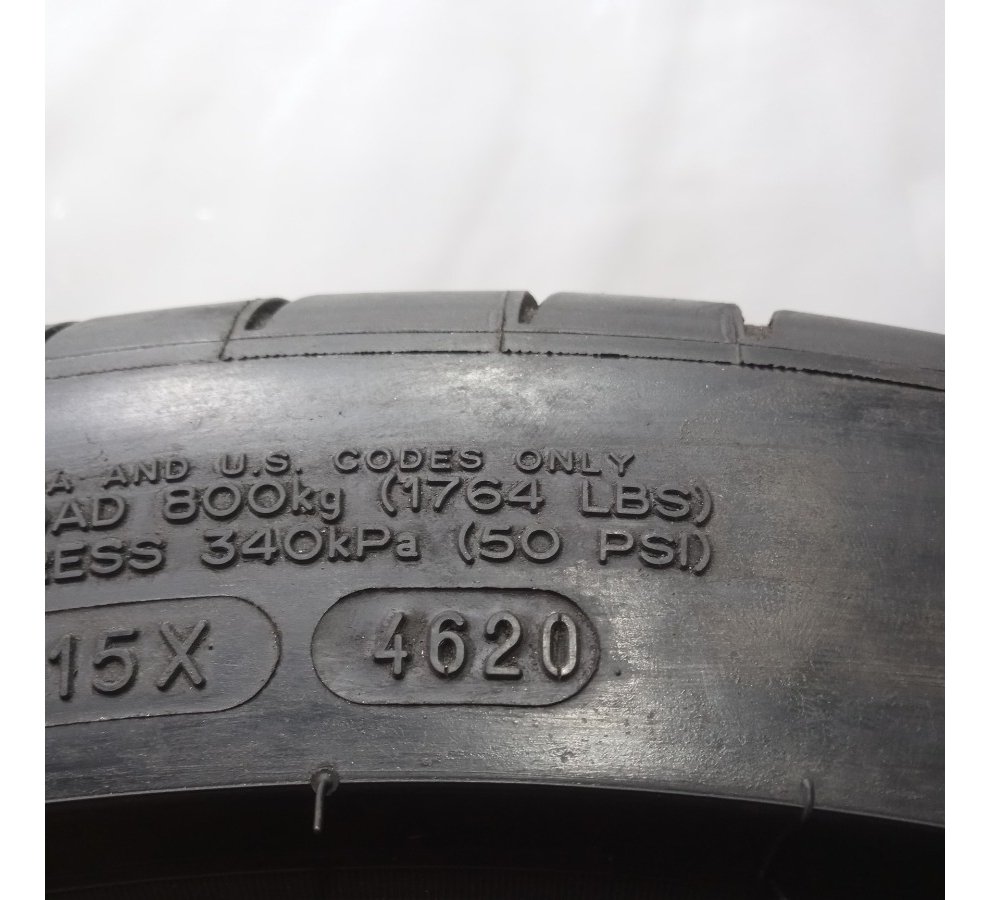 A AND U.S. CODES ONLY
AD 800kg (1764 LBS)
ESS 340kPa (50 PSI)
15X 4620